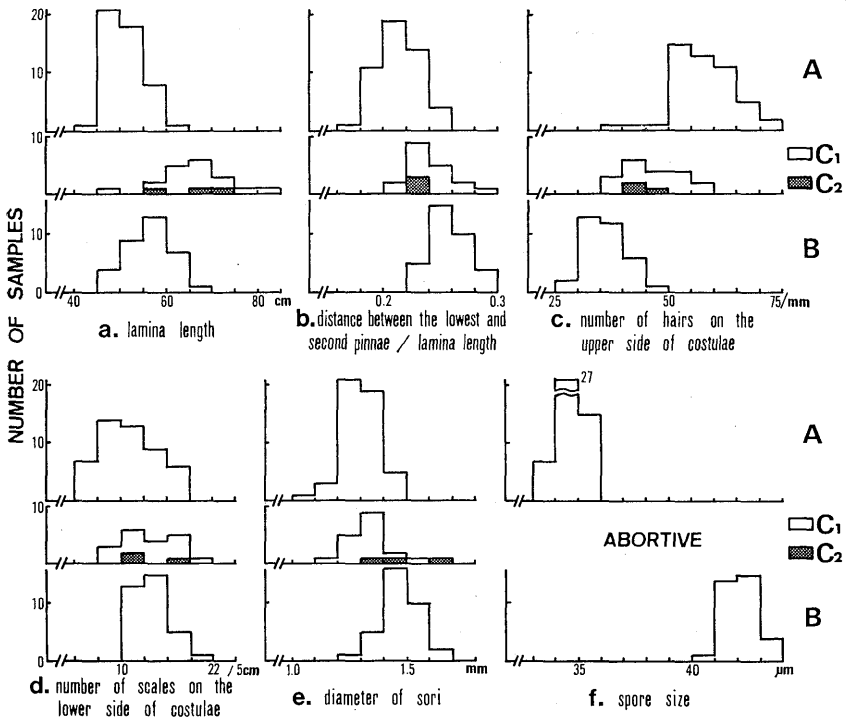 20
10
A
10
C1
C2
10
B
0
40 60 80 cm
0.2 0.3
25 50 75/mm
NUMBER OF SAMPLES
a. lamina length
b. distance between the lowest and
second pinnae / lamina length
c. number of hairs on the
upper side of costulae
20
27
10
A
10
ABORTIVE
C1
C2
10
B
0
10 22 /5cm
1.0 1.5 mm
35 40 μm
d. number of scales on the
lower side of costulae
e. diameter of sori
f. spore size